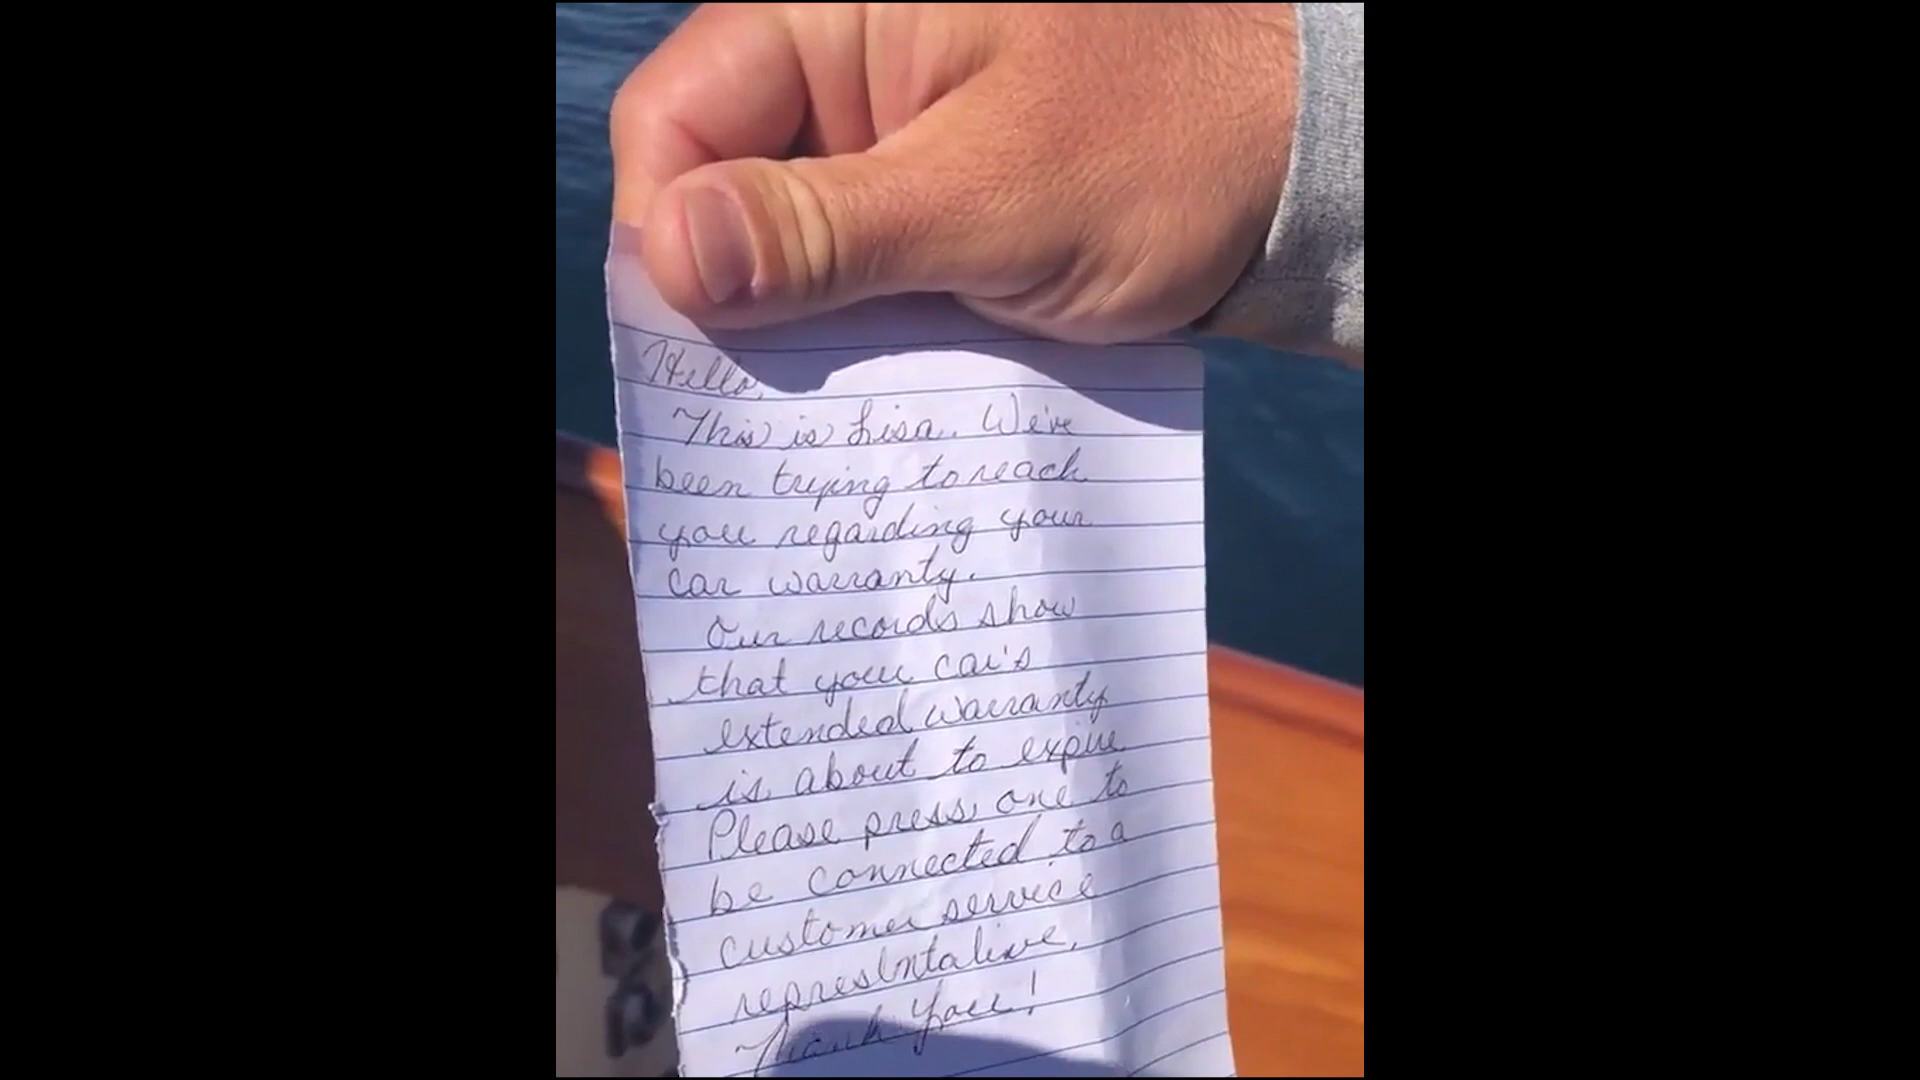 Hello,
This is Lisa. We've
been trying to reach
you regarding your
car warranty.
Our records show
that your car's
extended warranty
is about to expire
Please press one to
be connected to a
customer service
representative.
Thank you!